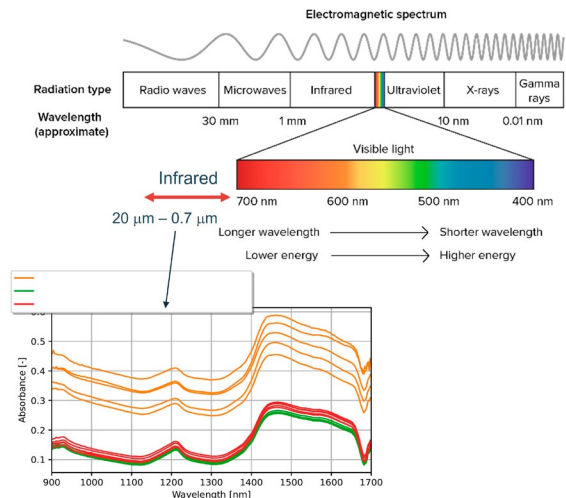 Electromagnetic spectrum
Radiation type
Radio waves
Microwaves
Infrared
Ultraviolet
X-rays
Gamma
rays
Wavelength
(approximate)
30 mm
1 mm
10 nm
0.01 nm
Visible light
Infrared
700 nm
600 nm
500 nm
400 nm
20 µm – 0.7 µm
Longer wavelength
Shorter wavelength
Lower energy
Higher energy
Absorbance [-]
0.5
0.4
0.3
0.2
0.1
900
1000
1100
1200
1300
1400
1500
1600
1700
Wavelength [nm]